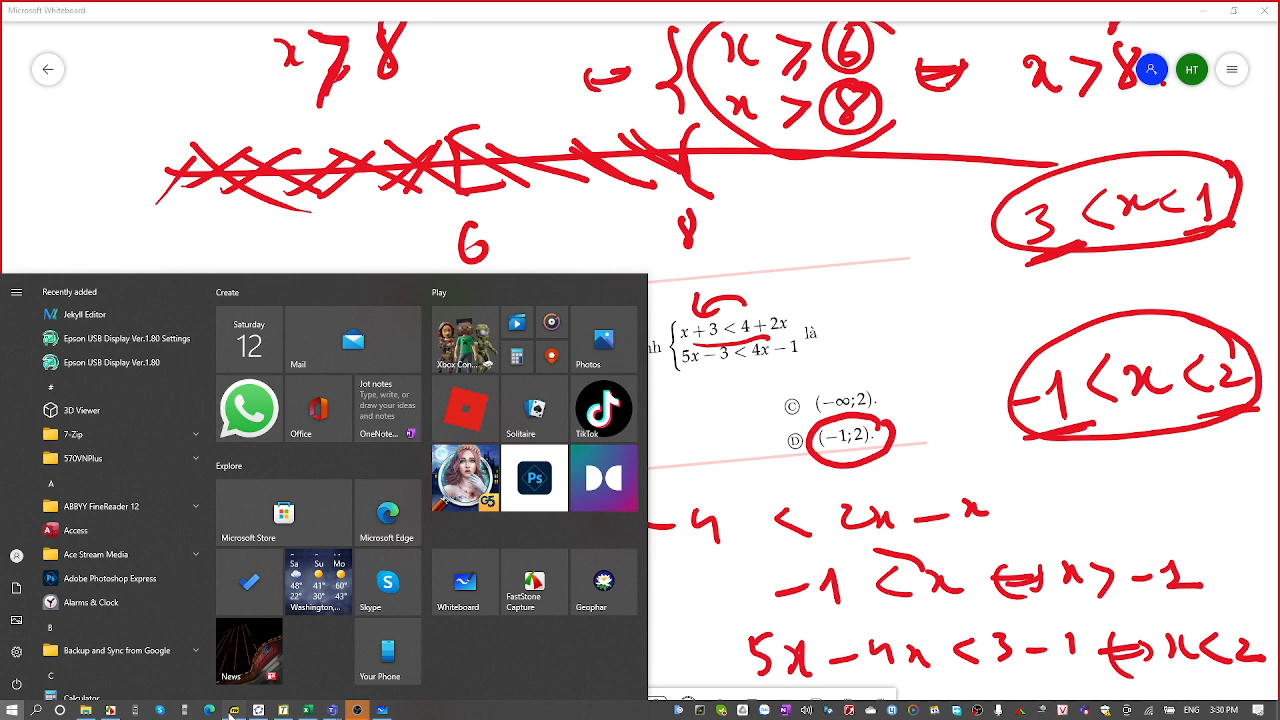 Microsoft Whiteboard
x ⩾ 8
x ⩾ 6
x > 8
⇔ x > 8
HT
6
8
3 < x < 1
nh { x + 3 < 4 + 2x
5x − 3 < 4x − 1 là
-1 < x < 2
Ⓒ (−∞; 2).
Ⓓ (−1; 2).
- 4 < 2x - x
-1 < x ⇔ x > -1
5x - 4x < 3 - 1 ⇔ x < 2
Recently added
Jekyll Editor
Epson USB Display Ver.1.80 Settings
Epson USB Display Ver.1.80
#
3D Viewer
7-Zip
570VNPlus
A
ABBYY FineReader 12
Access
Ace Stream Media
Adobe Photoshop Express
Alarms & Clock
B
Backup and Sync from Google
C
Calculator
Create
Saturday
12
Mail
Office
Jot notes
Type, write, or
draw your ideas
and notes
OneNote...
Explore
Microsoft Store
Microsoft Edge
Sa Su Mo
48° 41° 60°
22° 30° 43°
Washington,...
Skype
News
Your Phone
Play
Xbox Con...
Photos
Solitaire
TikTok
G5
Ps
Whiteboard
FastStone
Capture
Geophar
ENG
3:30 PM